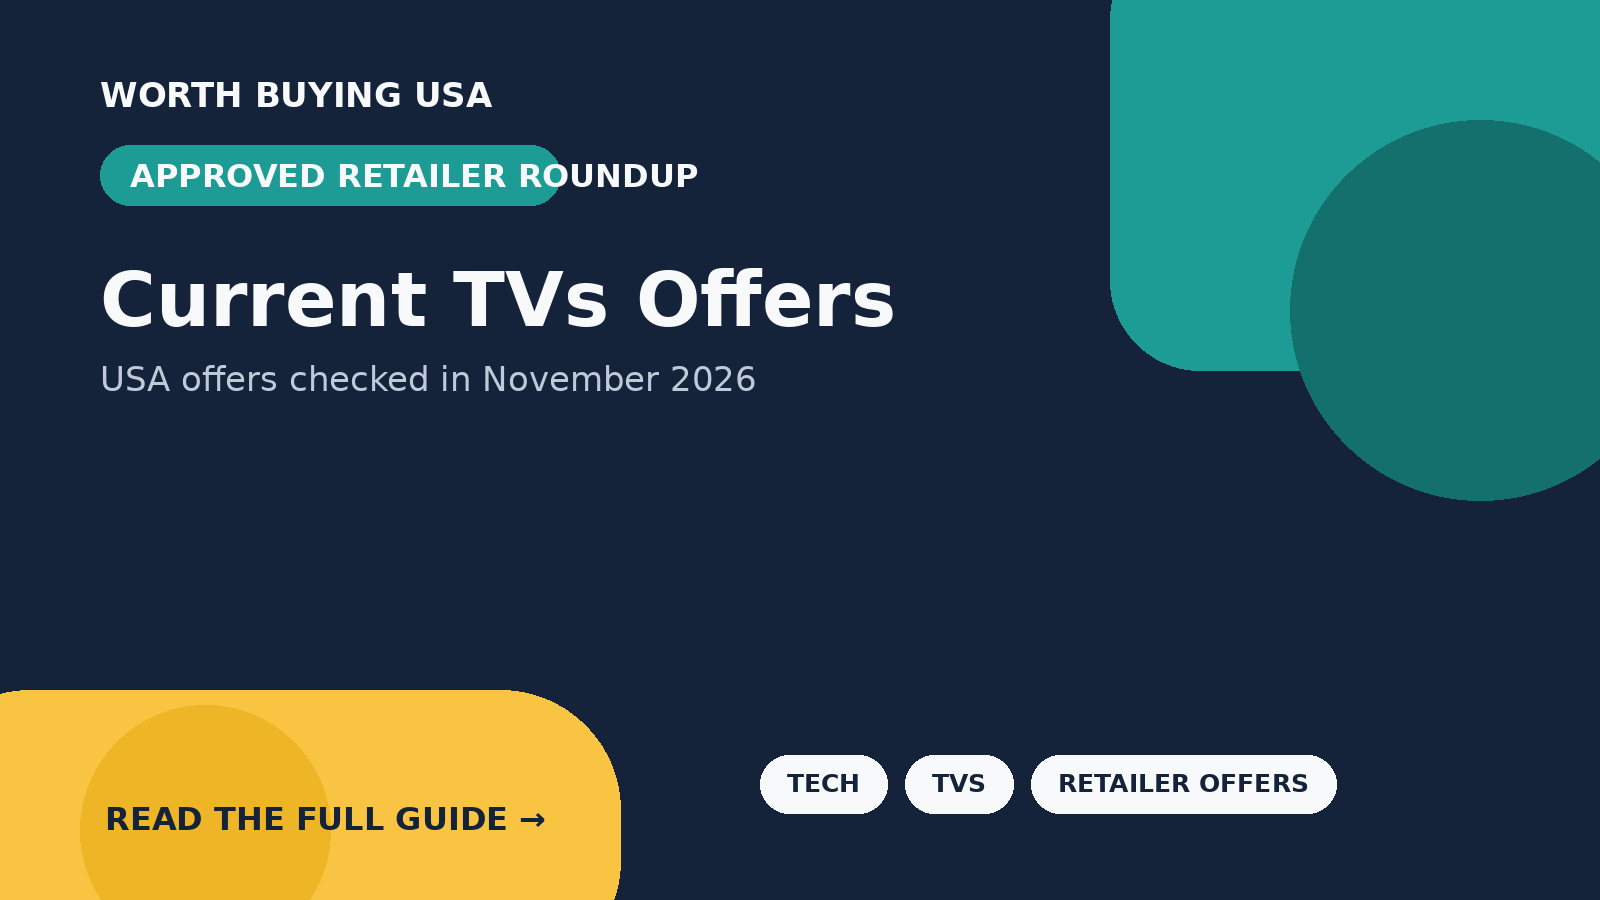 WORTH BUYING USA
APPROVED RETAILER ROUNDUP
Current TVs Offers
USA offers checked in November 2026
READ THE FULL GUIDE →
TECH
TVS
RETAILER OFFERS